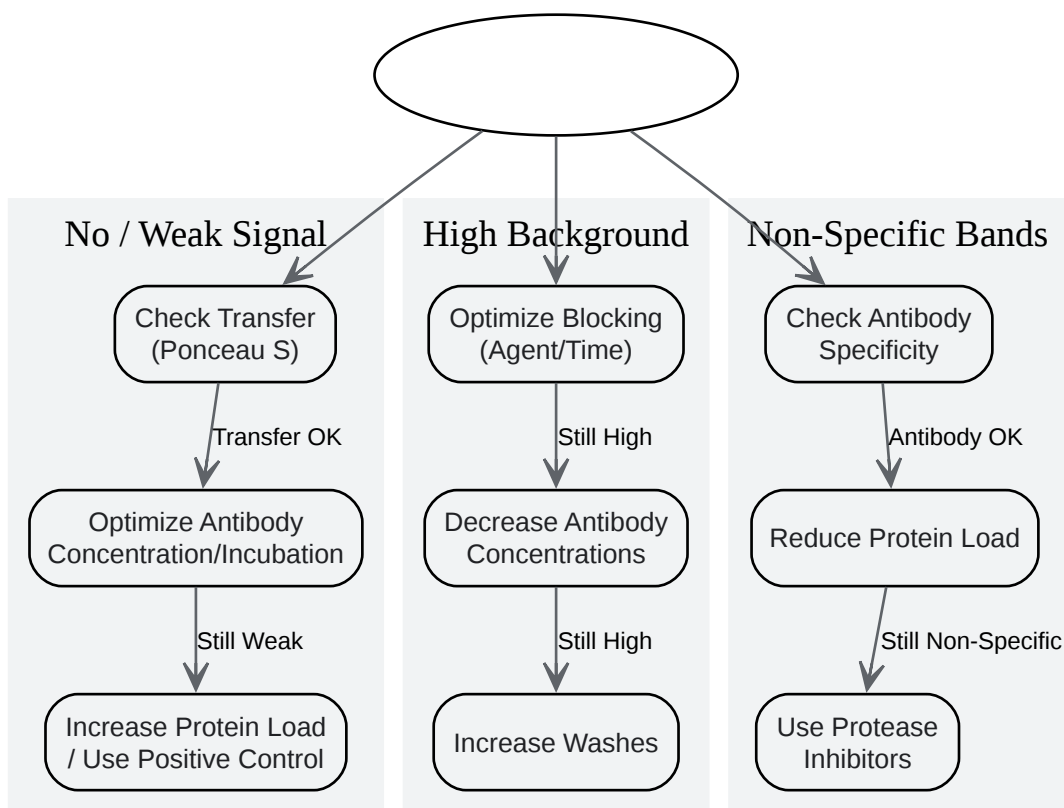 No / Weak Signal
Check Transfer
(Ponceau S)
Transfer OK
Optimize Antibody
Concentration/Incubation
Still Weak
Increase Protein Load
/ Use Positive Control
High Background
Optimize Blocking
(Agent/Time)
Still High
Decrease Antibody
Concentrations
Still High
Increase Washes
Non-Specific Bands
Check Antibody
Specificity
Antibody OK
Reduce Protein Load
Still Non-Specific
Use Protease
Inhibitors